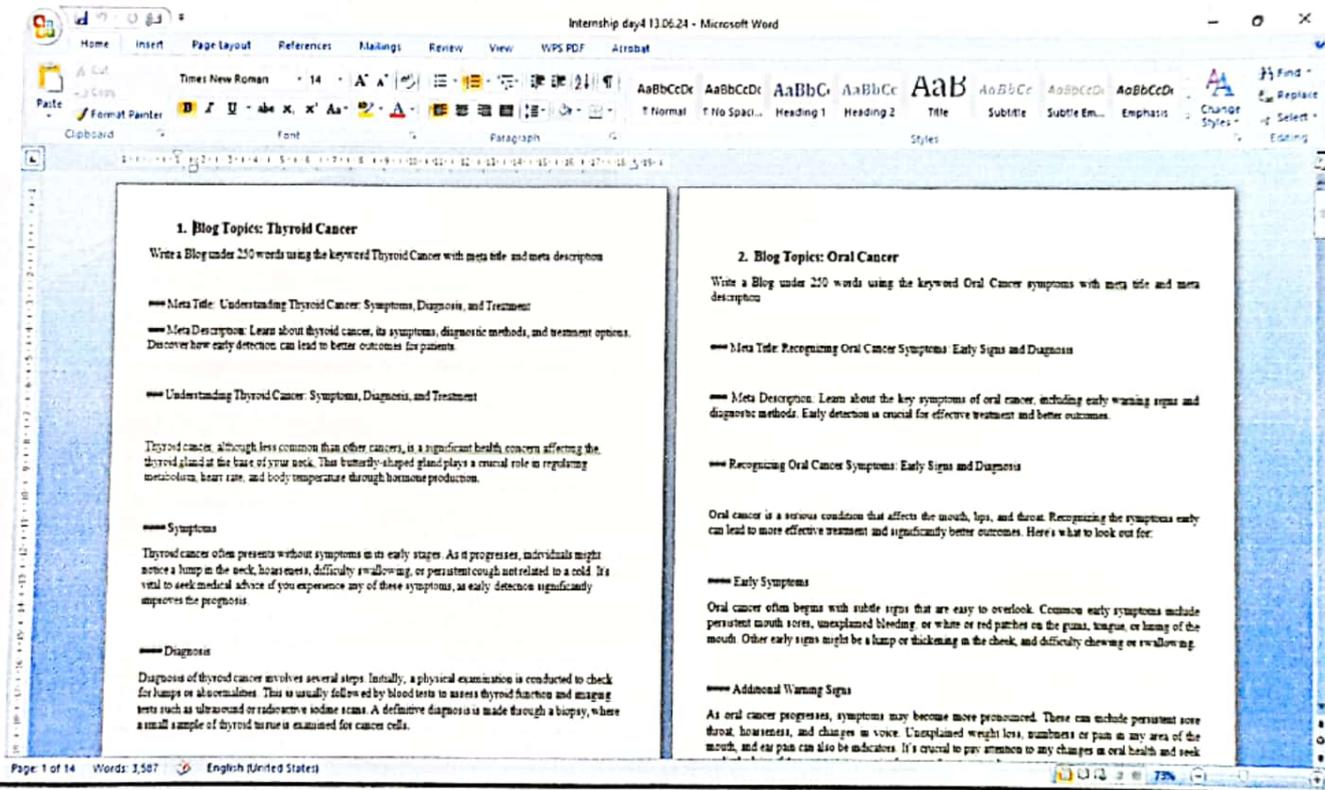 Internship day4 13.06.24 - Microsoft Word
Home Insert Page Layout References Mailings Review View WPS PDF Acrobat
Paste
Cut
Copy
Format Painter
Clipboard
Times New Roman 14
Font
Paragraph
AaBbCcDc AaBbCcDc AaBbC AaBbCc AaB AaBbCc AaBbCcDc AaBbCcDc
¶ Normal ¶ No Spaci... Heading 1 Heading 2 Title Subtitle Subtle Em... Emphasis
Styles
Change Styles
Find
Replace
Select
Editing
1. Blog Topics: Thyroid Cancer
Write a Blog under 250 words using the keyword Thyroid Cancer with meta title and meta description
Meta Title: Understanding Thyroid Cancer: Symptoms, Diagnosis, and Treatment
Meta Description: Learn about thyroid cancer, its symptoms, diagnostic methods, and treatment options.
Discover how early detection can lead to better outcomes for patients.
Understanding Thyroid Cancer: Symptoms, Diagnosis, and Treatment
Thyroid cancer, although less common than other cancers, is a significant health concern affecting the
thyroid gland at the base of your neck. This butterfly-shaped gland plays a crucial role in regulating
metabolism, heart rate, and body temperature through hormone production.
Symptoms
Thyroid cancer often presents without symptoms in its early stages. As it progresses, individuals might
notice a lump in the neck, hoarseness, difficulty swallowing, or persistent cough not related to a cold. It's
vital to seek medical advice if you experience any of these symptoms, as early detection significantly
improves the prognosis.
Diagnosis
Diagnosis of thyroid cancer involves several steps. Initially, a physical examination is conducted to check
for lumps or abnormalities. This is usually followed by blood tests to assess thyroid function and imaging
tests such as ultrasound or radioactive iodine scans. A definitive diagnosis is made through a biopsy, where
a small sample of thyroid tissue is examined for cancer cells.
2. Blog Topics: Oral Cancer
Write a Blog under 250 words using the keyword Oral Cancer symptoms with meta title and meta
description
Meta Title: Recognizing Oral Cancer Symptoms: Early Signs and Diagnosis
Meta Description: Learn about the key symptoms of oral cancer, including early warning signs and
diagnostic methods. Early detection is crucial for effective treatment and better outcomes.
Recognizing Oral Cancer Symptoms: Early Signs and Diagnosis
Oral cancer is a serious condition that affects the mouth, lips, and throat. Recognizing the symptoms early
can lead to more effective treatment and significantly better outcomes. Here's what to look out for:
Early Symptoms
Oral cancer often begins with subtle signs that are easy to overlook. Common early symptoms include
persistent mouth sores, unexplained bleeding, or white or red patches on the gums, tongue, or lining of the
mouth. Other early signs might be a lump or thickening in the cheek, and difficulty chewing or swallowing.
Additional Warning Signs
As oral cancer progresses, symptoms may become more pronounced. These can include persistent sore
throat, hoarseness, and changes in voice. Unexplained weight loss, numbness or pain in any area of the
mouth, and ear pain can also be indicators. It's crucial to pay attention to any changes in oral health and seek
Page: 1 of 14 Words: 3,587 English (United States)
73%